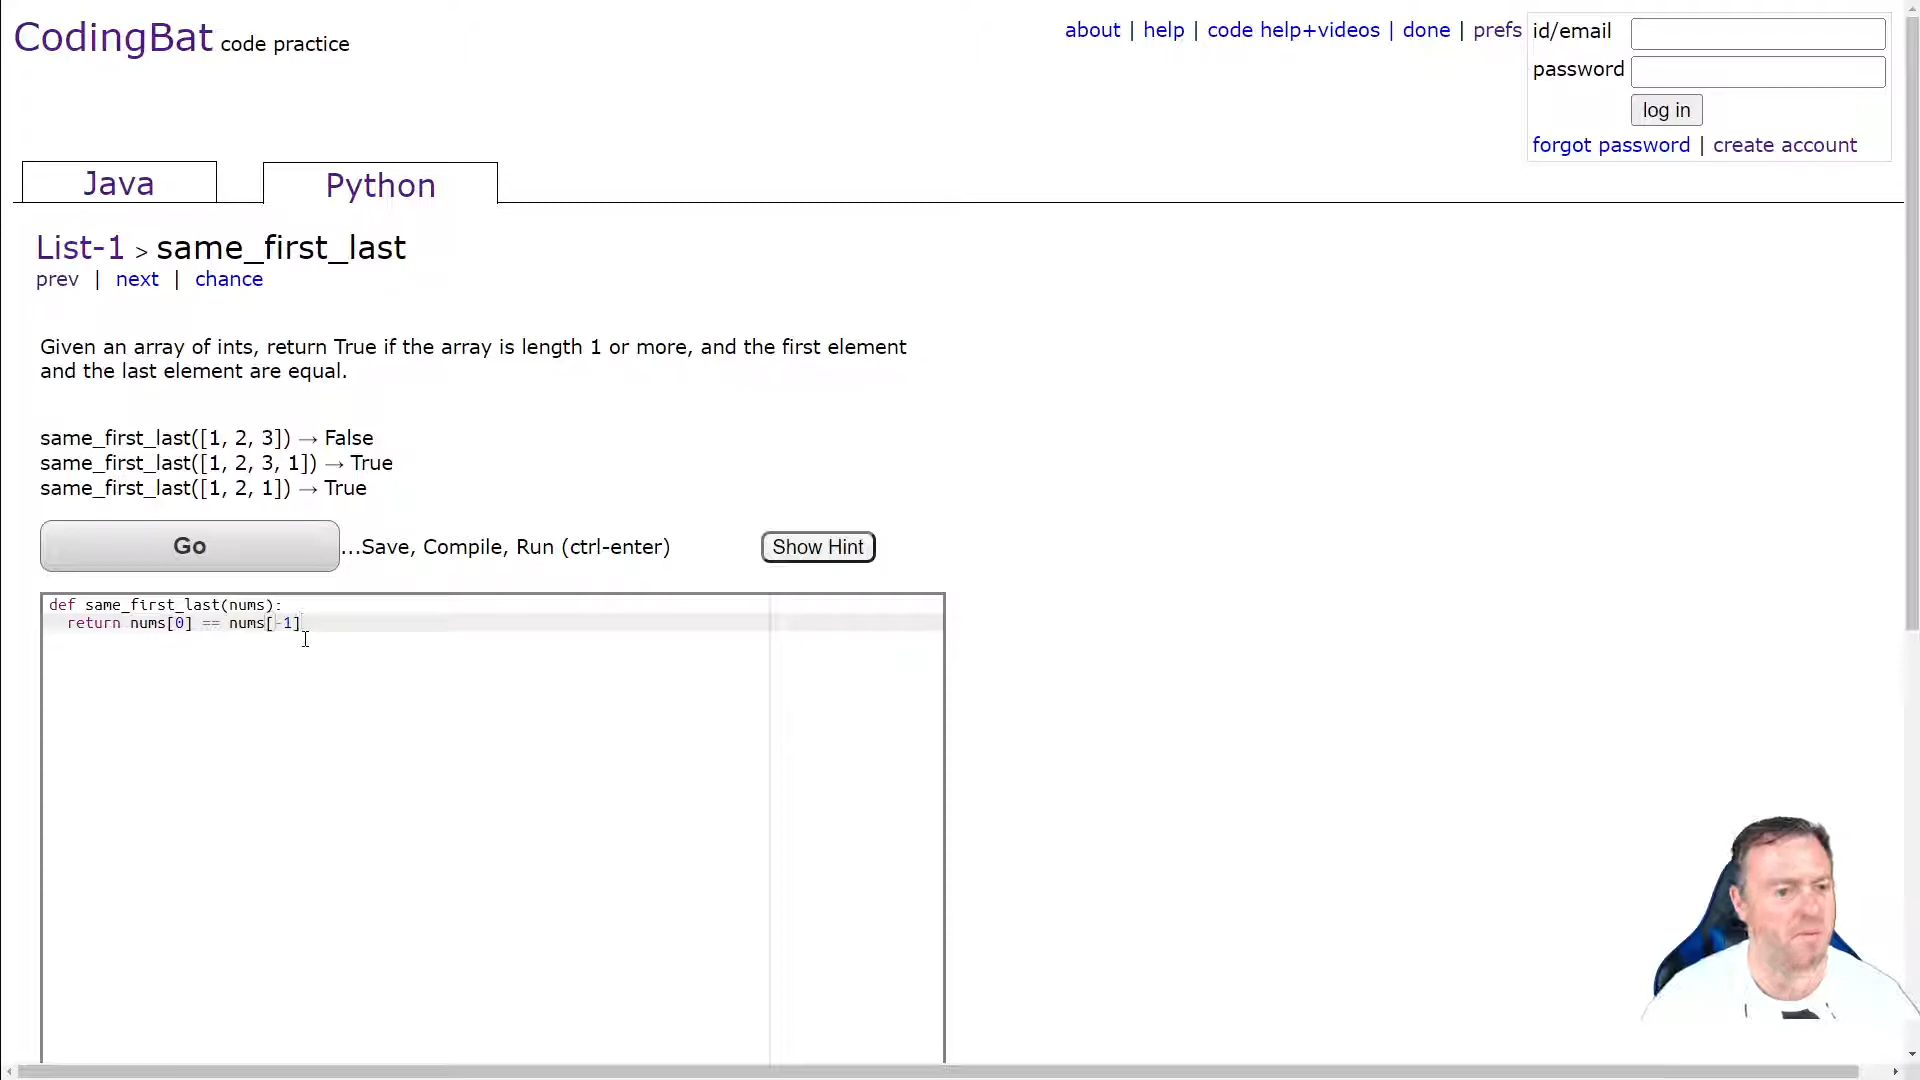 CodingBat code practice
about | help | code help+videos | done | prefs
id/email
password
log in
forgot password | create account
Java
Python
List-1 > same_first_last
prev | next | chance
Given an array of ints, return True if the array is length 1 or more, and the first element
and the last element are equal.
same_first_last([1, 2, 3]) → False
same_first_last([1, 2, 3, 1]) → True
same_first_last([1, 2, 1]) → True
Go
...Save, Compile, Run (ctrl-enter)
Show Hint
def same_first_last(nums):
return nums[0] == nums[-1]